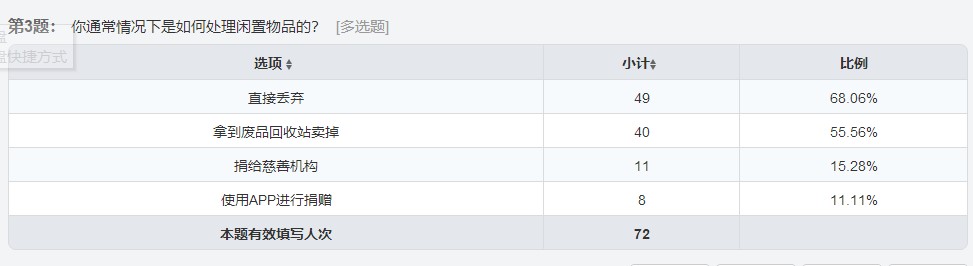 第3题： 你通常情况下是如何处理闲置物品的？ [多选题]
盘快捷方式
选项 小计 比例
直接丢弃 49 68.06%
拿到废品回收站卖掉 40 55.56%
捐给慈善机构 11 15.28%
使用APP进行捐赠 8 11.11%
本题有效填写人次 72